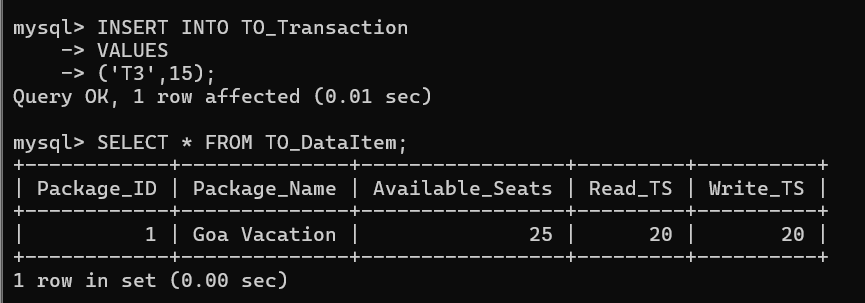 mysql> INSERT INTO TO_Transaction
    -> VALUES
    -> ('T3',15);
Query OK, 1 row affected (0.01 sec)

mysql> SELECT * FROM TO_DataItem;
+------------+--------------+-----------------+---------+----------+
| Package_ID | Package_Name | Available_Seats | Read_TS | Write_TS |
+------------+--------------+-----------------+---------+----------+
|          1 | Goa Vacation |              25 |      20 |       20 |
+------------+--------------+-----------------+---------+----------+
1 row in set (0.00 sec)